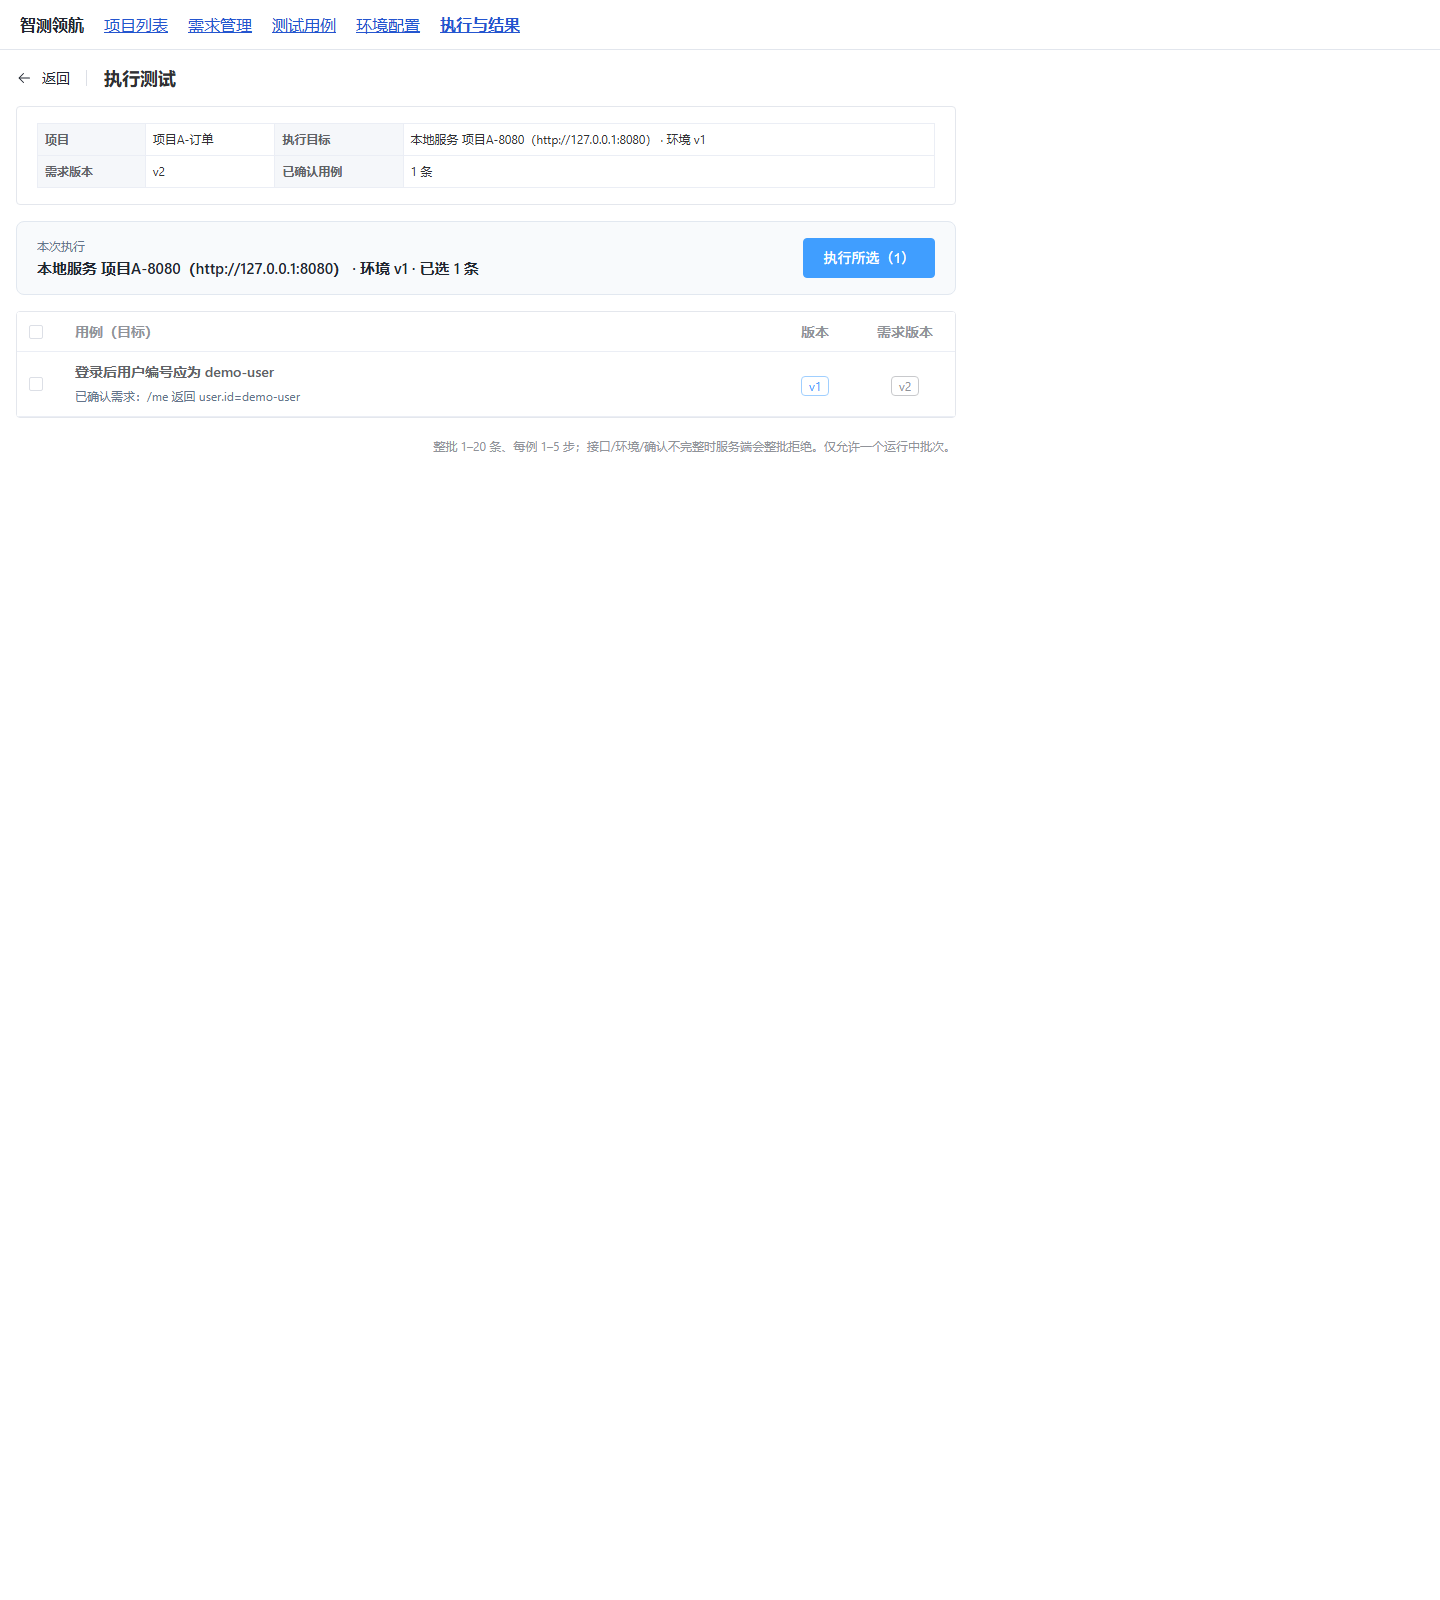 智测领航 项目列表 需求管理 测试用例 环境配置 执行与结果
← 返回 执行测试
项目 项目A-订单 执行目标 本地服务 项目A-8080（http://127.0.0.1:8080） · 环境 v1
需求版本 v2 已确认用例 1 条
本次执行
本地服务 项目A-8080（http://127.0.0.1:8080） · 环境 v1 · 已选 1 条
执行所选（1）
用例（目标） 版本 需求版本
登录后用户编号应为 demo-user
已确认需求：/me 返回 user.id=demo-user
v1 v2
整批 1–20 条、每例 1–5 步；接口/环境/确认不完整时服务端会整批拒绝。仅允许一个运行中批次。